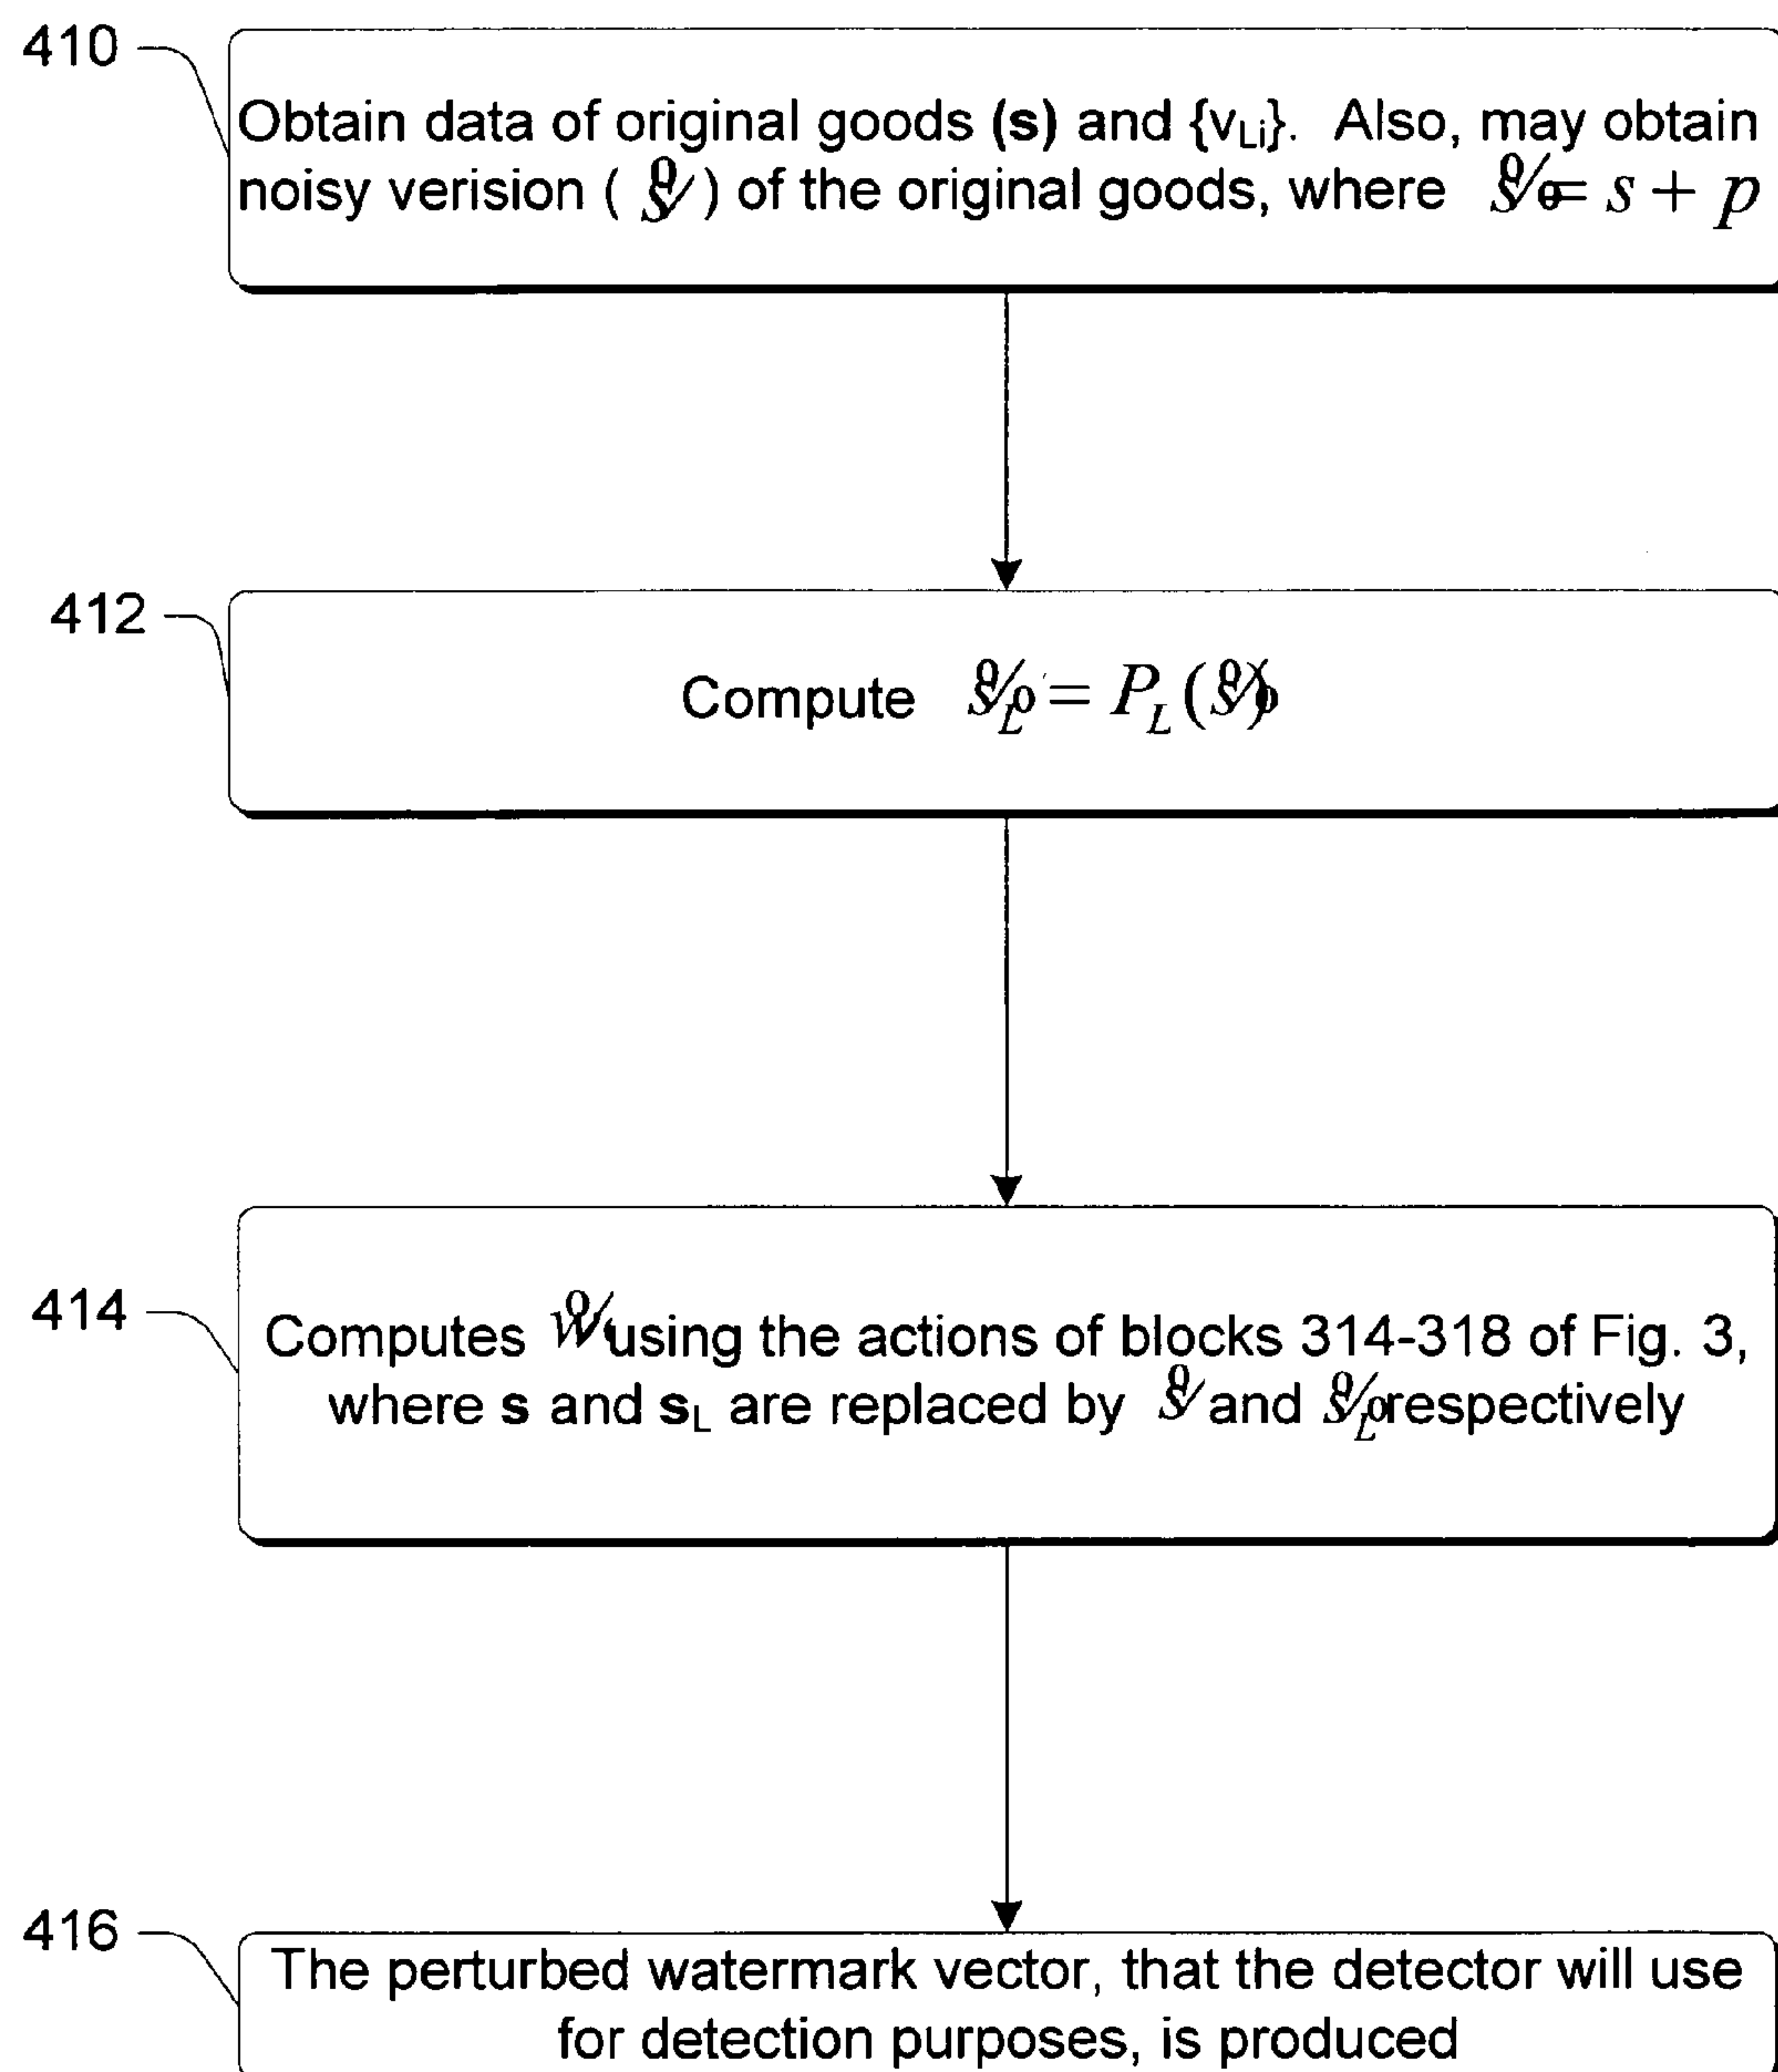 410
Obtain data of original goods (s) and {vLi}. Also, may obtain
noisy verision ( ) of the original goods, where = s + p
412
Compute = PL( )
414
Computes using the actions of blocks 314-318 of Fig. 3,
where s and sL are replaced by and respectively
416
The perturbed watermark vector, that the detector will use
for detection purposes, is produced